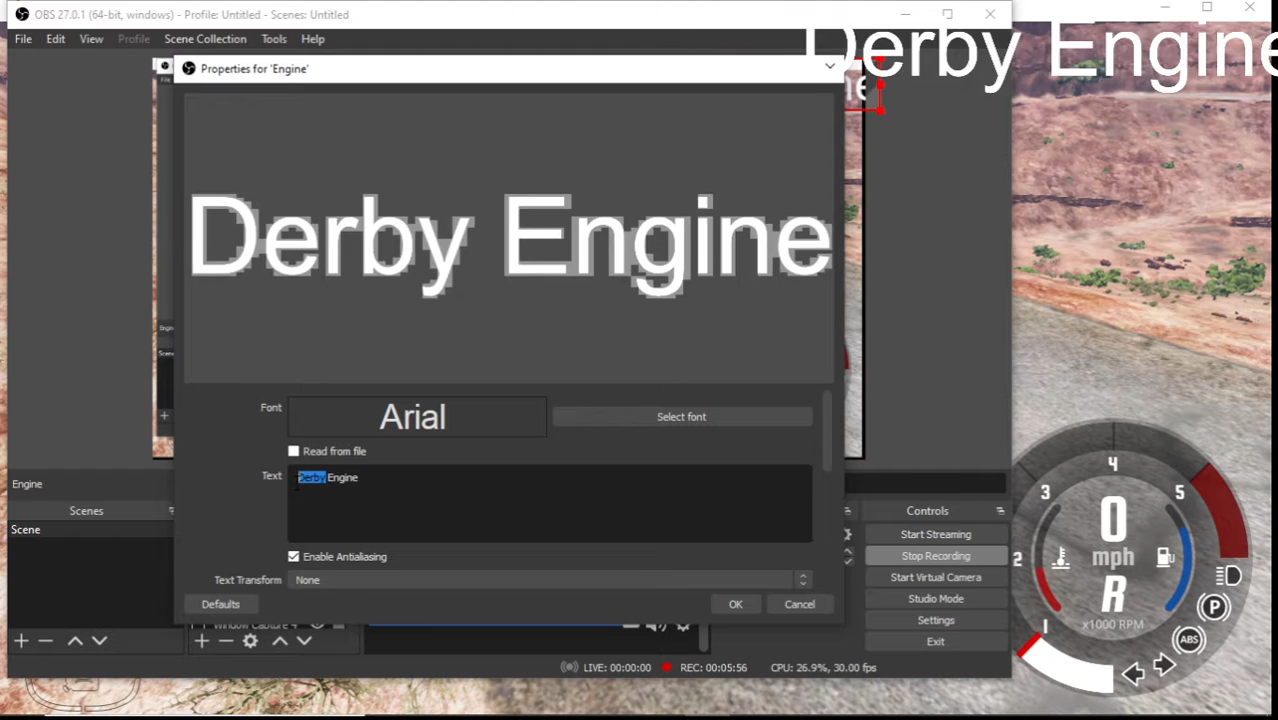 OBS 27.0.1 (64-bit, windows) - Profile: Untitled - Scenes: Untitled
File Edit View Profile Scene Collection Tools Help
Derby Engine
Properties for 'Engine'
Derby Engine
Font
Arial
Select font
Read from file
Text
Derby Engine
Enable Antialiasing
Text Transform
None
Defaults
OK
Cancel
Engine
Scenes
Scene
Window Capture 4
Controls
Start Streaming
Stop Recording
Start Virtual Camera
Studio Mode
Settings
Exit
LIVE: 00:00:00
REC: 00:05:56
CPU: 26.9%, 30.00 fps
1
2
3
4
5
0
mph
R
x1000 RPM
P
ABS